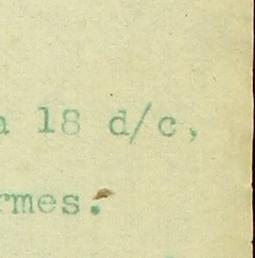 18 d/c,
rmes.